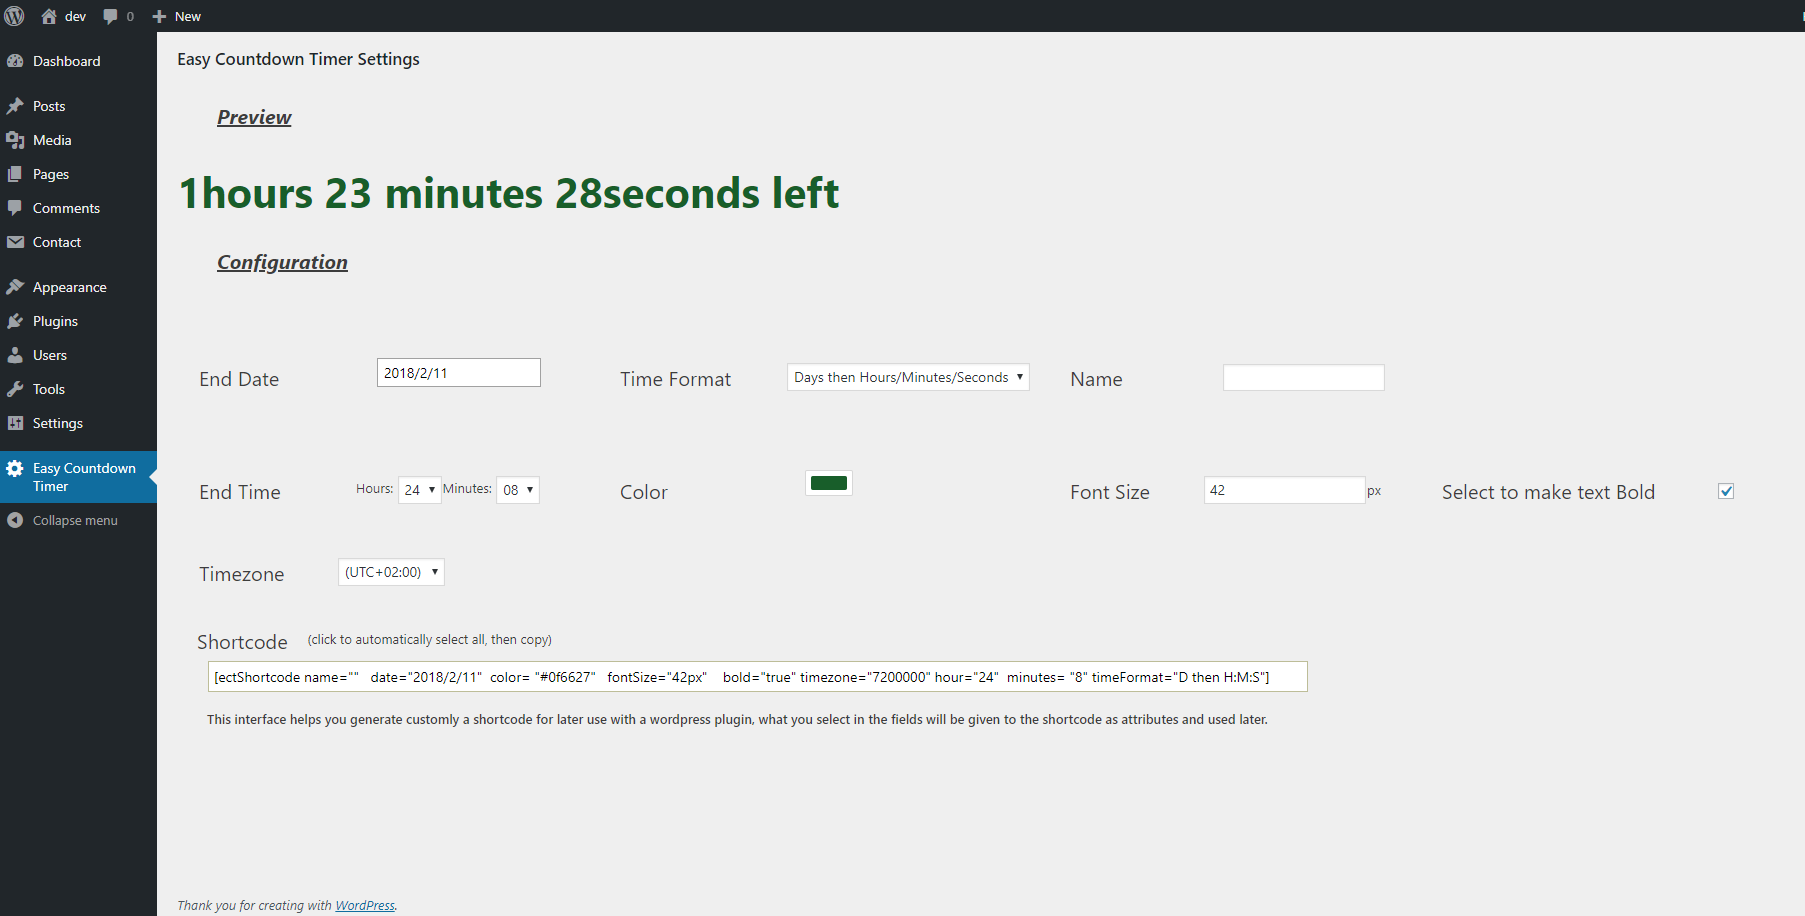 dev 0 New
Dashboard
Posts
Media
Pages
Comments
Contact
Appearance
Plugins
Users
Tools
Settings
Easy Countdown
Timer
Collapse menu
Easy Countdown Timer Settings
Preview
1hours 23 minutes 28seconds left
Configuration
End Date 2018/2/11 Time Format Days then Hours/Minutes/Seconds Name
End Time Hours: 24 Minutes: 08 Color Font Size 42 px Select to make text Bold
Timezone (UTC+02:00)
Shortcode (click to automatically select all, then copy)
[ectShortcode name="" date="2018/2/11" color= "#0f6627" fontSize="42px" bold="true" timezone="7200000" hour="24" minutes= "8" timeFormat="D then H:M:S"]
This interface helps you generate customly a shortcode for later use with a wordpress plugin, what you select in the fields will be given to the shortcode as attributes and used later.
Thank you for creating with WordPress.